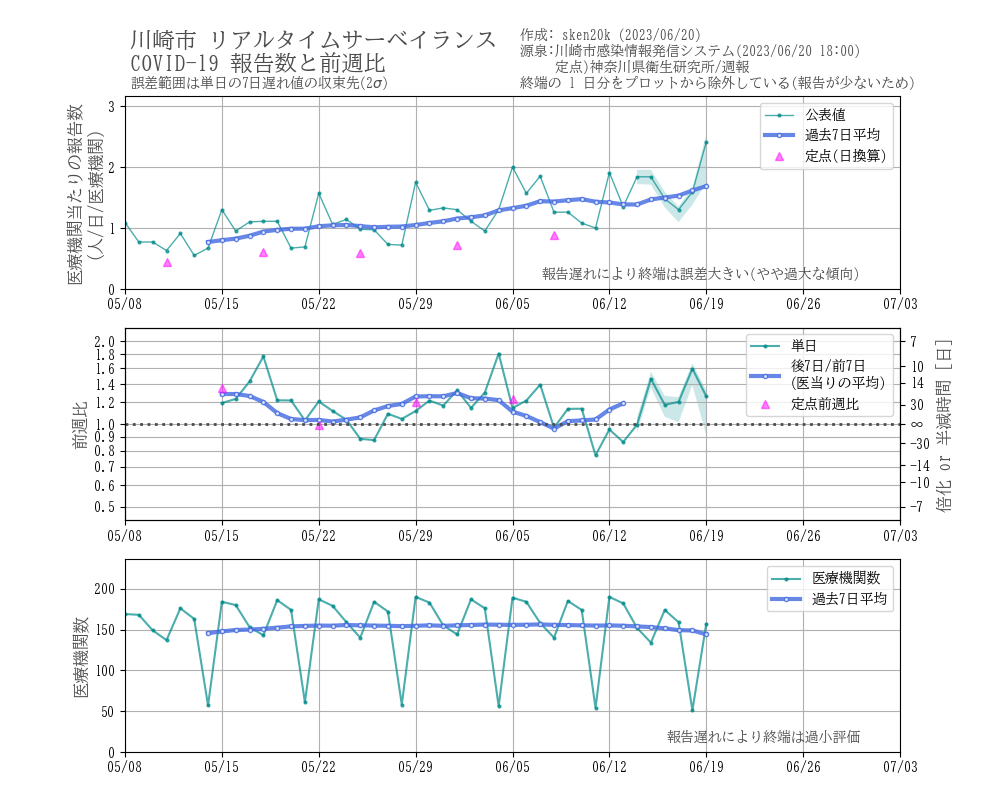 川崎市 リアルタイムサーベイランス
COVID-19 報告数と前週比
誤差範囲は単日の7日遅れ値の収束先(2σ)
作成: sken20k (2023/06/20)
源泉:川崎市感染情報発信システム(2023/06/20 18:00)
定点)神奈川県衛生研究所/週報
終端の 1 日分をプロットから除外している(報告が少ないため)
医療機関当たりの報告数
(人/日/医療機関)
3
2
1
0
公表値
過去7日平均
定点(日換算)
報告遅れにより終端は誤差大きい(やや過大な傾向)
05/08 05/15 05/22 05/29 06/05 06/12 06/19 06/26 07/03
前週比
2.0
1.8
1.6
1.4
1.2
1.0
0.9
0.8
0.7
0.6
0.5
単日
後7日/前7日
(医当りの平均)
定点前週比
7
10
14
30
∞
-30
-14
-10
-7
倍化 or 半減時間 [日]
05/08 05/15 05/22 05/29 06/05 06/12 06/19 06/26 07/03
医療機関数
200
150
100
50
0
医療機関数
過去7日平均
報告遅れにより終端は過小評価
05/08 05/15 05/22 05/29 06/05 06/12 06/19 06/26 07/03